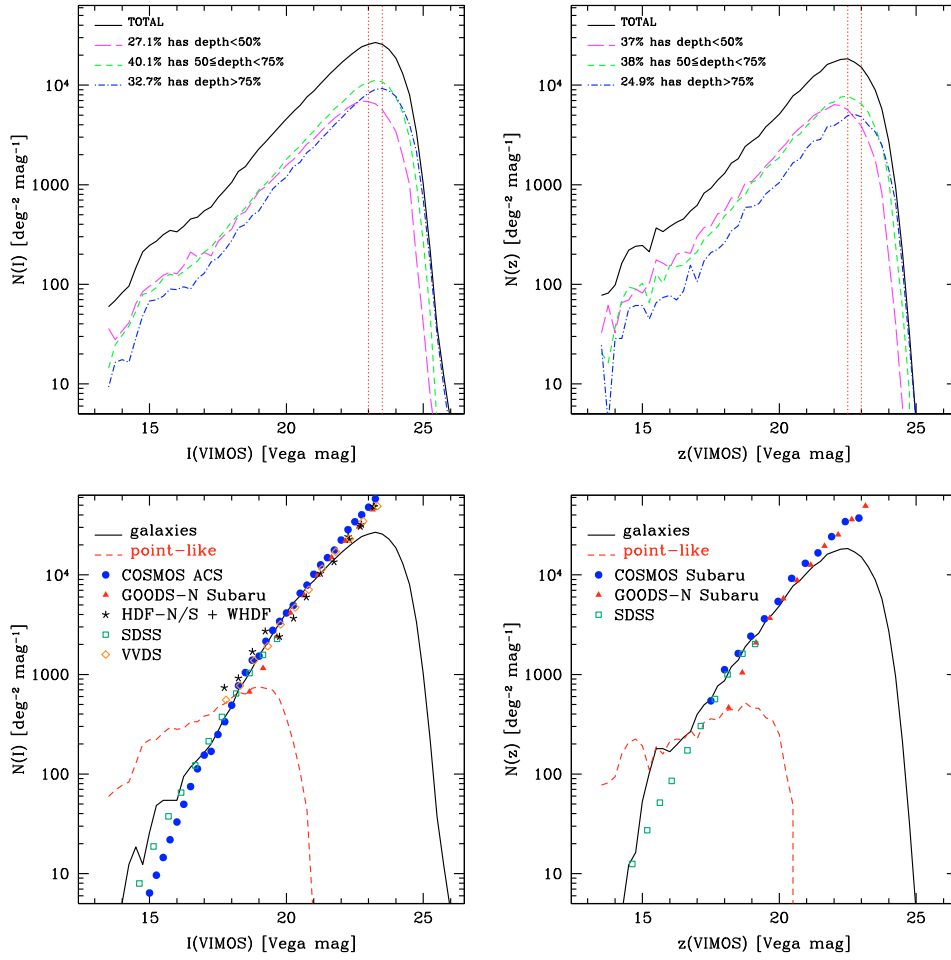 TOTAL
27.1% has depth<50%
40.1% has 50≤depth<75%
32.7% has depth>75%
10⁴
1000
100
10
N(I) [deg⁻² mag⁻¹]
15 20 25
I(VIMOS) [Vega mag]
TOTAL
37% has depth<50%
38% has 50≤depth<75%
24.9% has depth>75%
10⁴
1000
100
10
N(z) [deg⁻² mag⁻¹]
15 20 25
z(VIMOS) [Vega mag]
galaxies
point-like
COSMOS ACS
GOODS-N Subaru
HDF-N/S + WHDF
SDSS
VVDS
10⁴
1000
100
10
N(I) [deg⁻² mag⁻¹]
15 20 25
I(VIMOS) [Vega mag]
galaxies
point-like
COSMOS Subaru
GOODS-N Subaru
SDSS
10⁴
1000
100
10
N(z) [deg⁻² mag⁻¹]
15 20 25
z(VIMOS) [Vega mag]